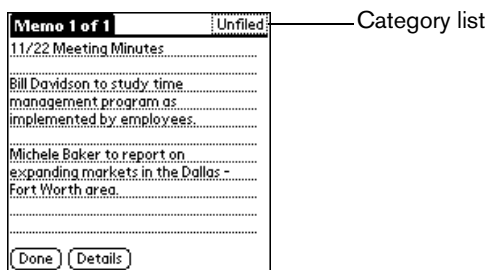 Memo 1 of 1
Unfiled
Category list
11/22 Meeting Minutes
Bill Davidson to study time
management program as
implemented by employees.
Michele Baker to report on
expanding markets in the Dallas -
Fort Worth area.
Done
Details